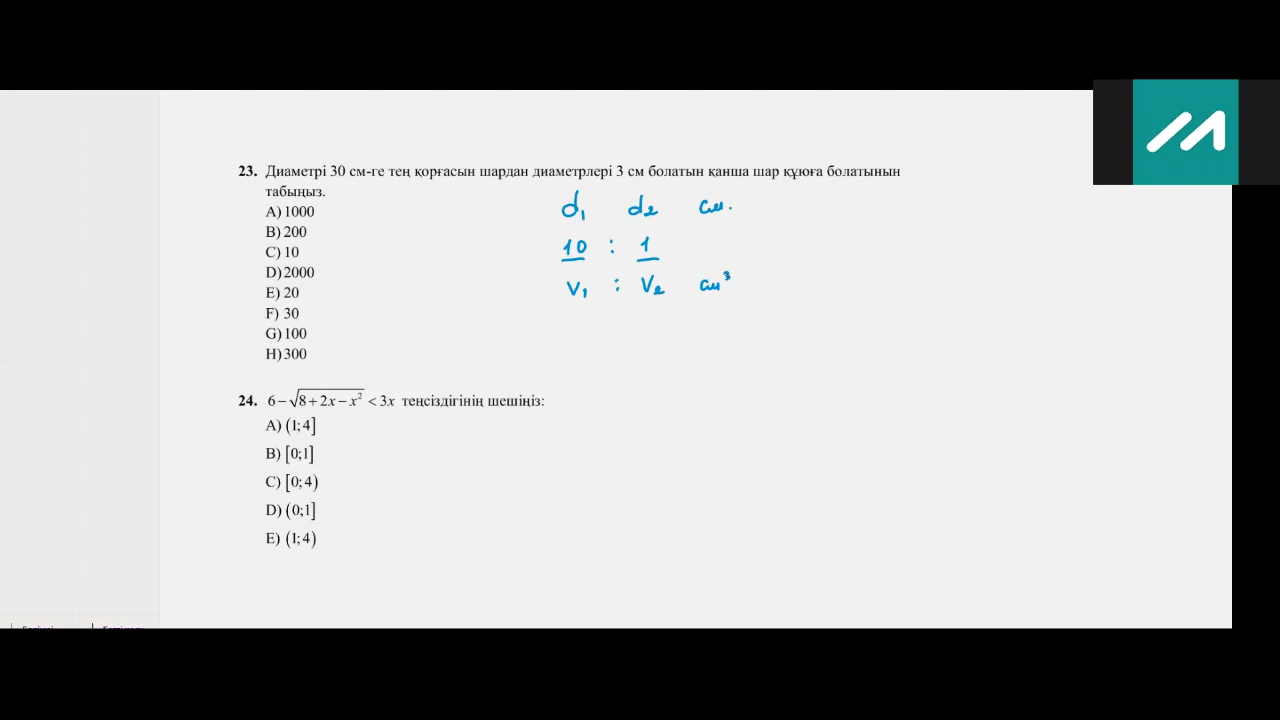 23. Диаметрі 30 см-ге тең қорғасын шардан диаметрлері 3 см болатын қанша шар құюға болатынын
табыңыз.
A) 1000
B) 200
C) 10
D) 2000
E) 20
F) 30
G) 100
H) 300
d₁ d₂ см.
10 : 1
V₁ : V₂ см³
24. 6 − √(8 + 2x − x²) < 3x теңсіздігінің шешіңіз:
A) (1; 4]
B) [0;1]
C) [0; 4)
D) (0;1]
E) (1; 4)